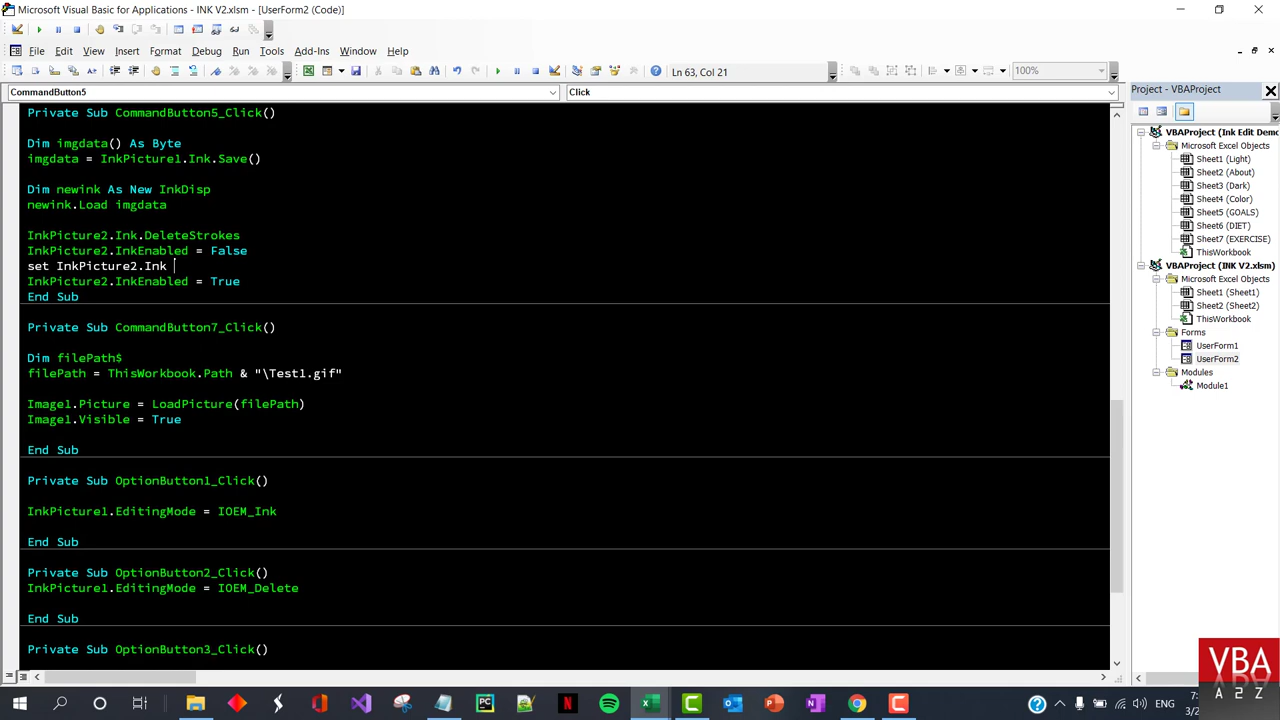 Microsoft Visual Basic for Applications - INK V2.xlsm - [UserForm2 (Code)]
File Edit View Insert Format Debug Run Tools Add-Ins Window Help
Ln 63, Col 21
100%
CommandButton5
Click
Private Sub CommandButton5_Click()
Dim imgdata() As Byte
imgdata = InkPicture1.Ink.Save()
Dim newink As New InkDisp
newink.Load imgdata
InkPicture2.Ink.DeleteStrokes
InkPicture2.InkEnabled = False
set InkPicture2.Ink
InkPicture2.InkEnabled = True
End Sub
Private Sub CommandButton7_Click()
Dim filePath$
filePath = ThisWorkbook.Path & "\Test1.gif"
Image1.Picture = LoadPicture(filePath)
Image1.Visible = True
End Sub
Private Sub OptionButton1_Click()
InkPicture1.EditingMode = IOEM_Ink
End Sub
Private Sub OptionButton2_Click()
InkPicture1.EditingMode = IOEM_Delete
End Sub
Private Sub OptionButton3_Click()
Project - VBAProject
VBAProject (Ink Edit Demo
Microsoft Excel Objects
Sheet1 (Light)
Sheet2 (About)
Sheet3 (Dark)
Sheet4 (Color)
Sheet5 (GOALS)
Sheet6 (DIET)
Sheet7 (EXERCISE)
ThisWorkbook
VBAProject (INK V2.xlsm)
Microsoft Excel Objects
Sheet1 (Sheet1)
Sheet2 (Sheet2)
ThisWorkbook
Forms
UserForm1
UserForm2
Modules
Module1
VBA
A 2 Z
ENG
7:
3/2